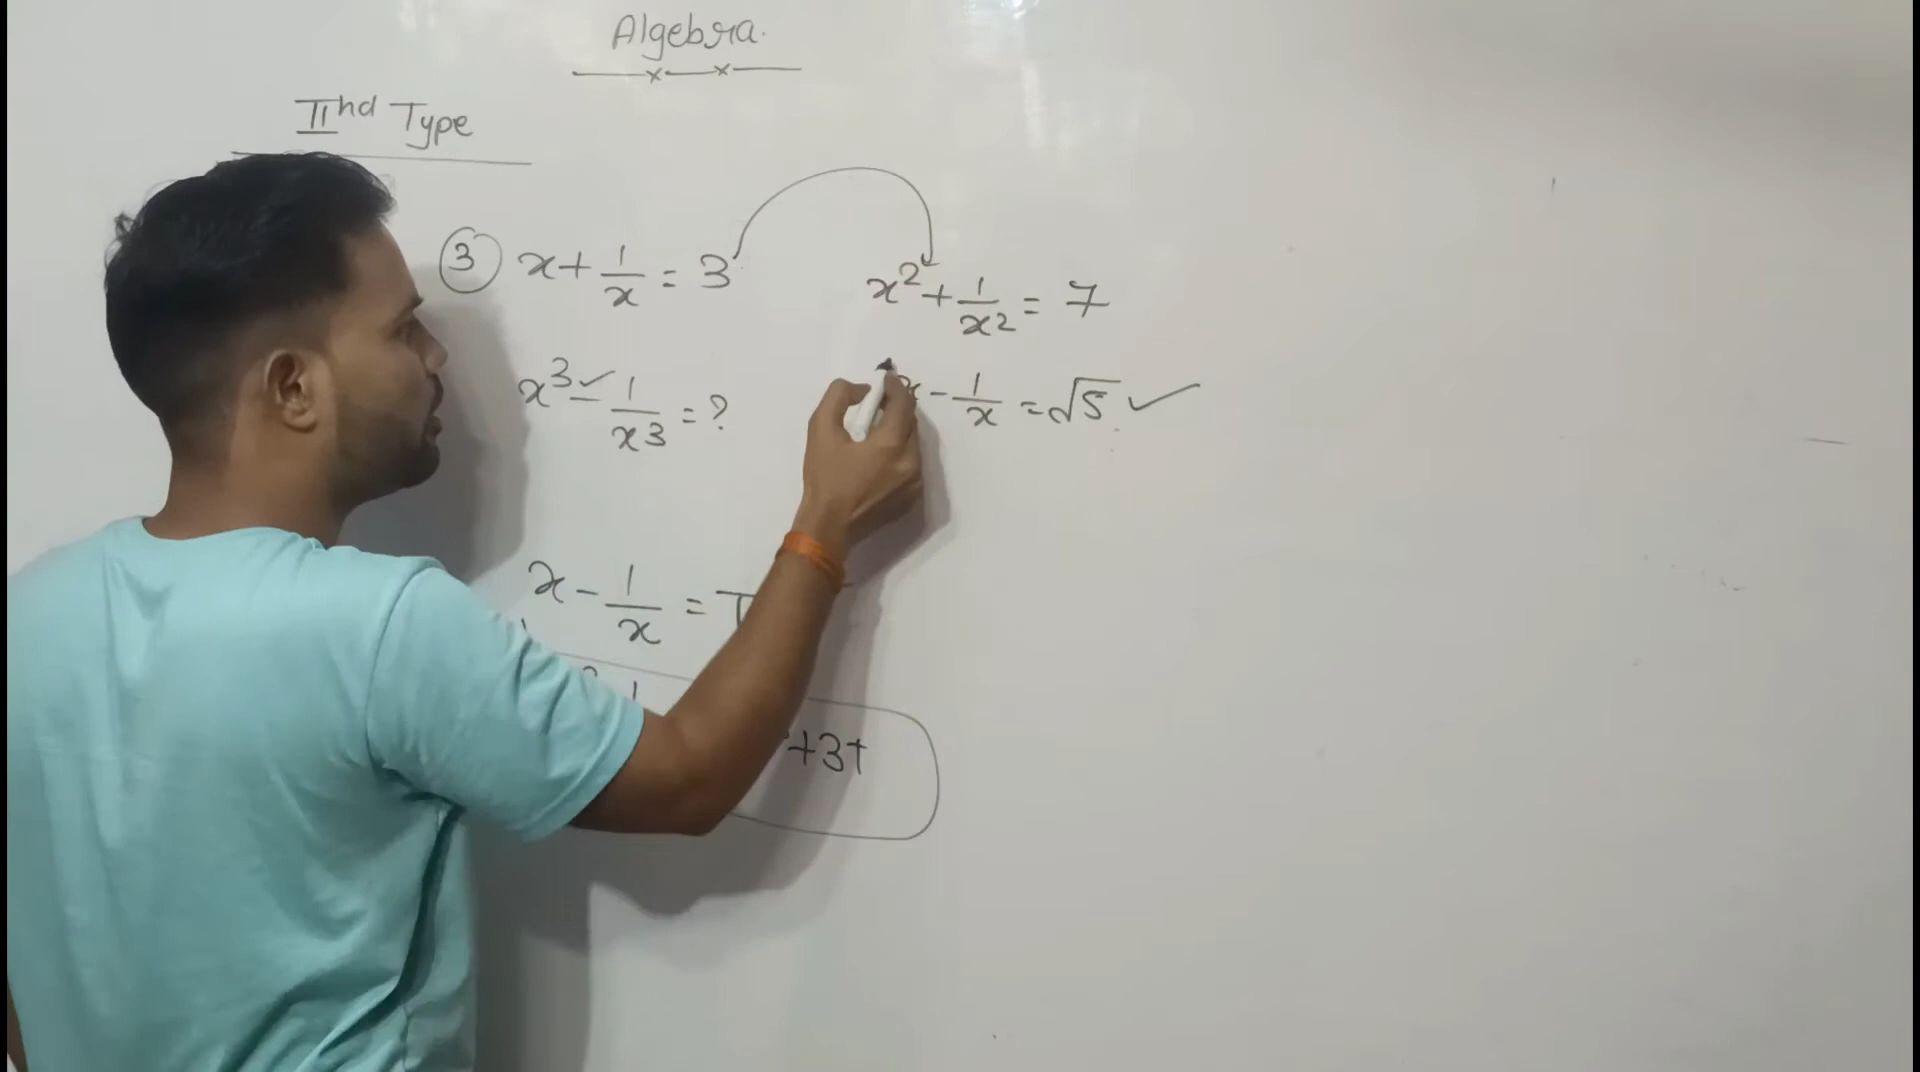 Algebra.
IInd Type
③ x + 1/x = 3
x² + 1/x² = 7
x³ - 1/x³ = ?
x - 1/x = √5 ✓
x - 1/x = T
+3t